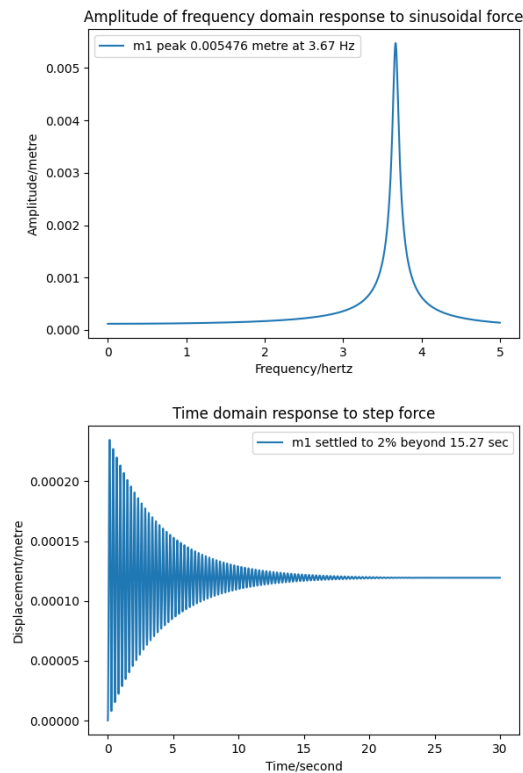 Amplitude of frequency domain response to sinusoidal force
m1 peak 0.005476 metre at 3.67 Hz
Amplitude/metre
0.005
0.004
0.003
0.002
0.001
0.000
0 1 2 3 4 5
Frequency/hertz
Time domain response to step force
m1 settled to 2% beyond 15.27 sec
Displacement/metre
0.00020
0.00015
0.00010
0.00005
0.00000
0 5 10 15 20 25 30
Time/second